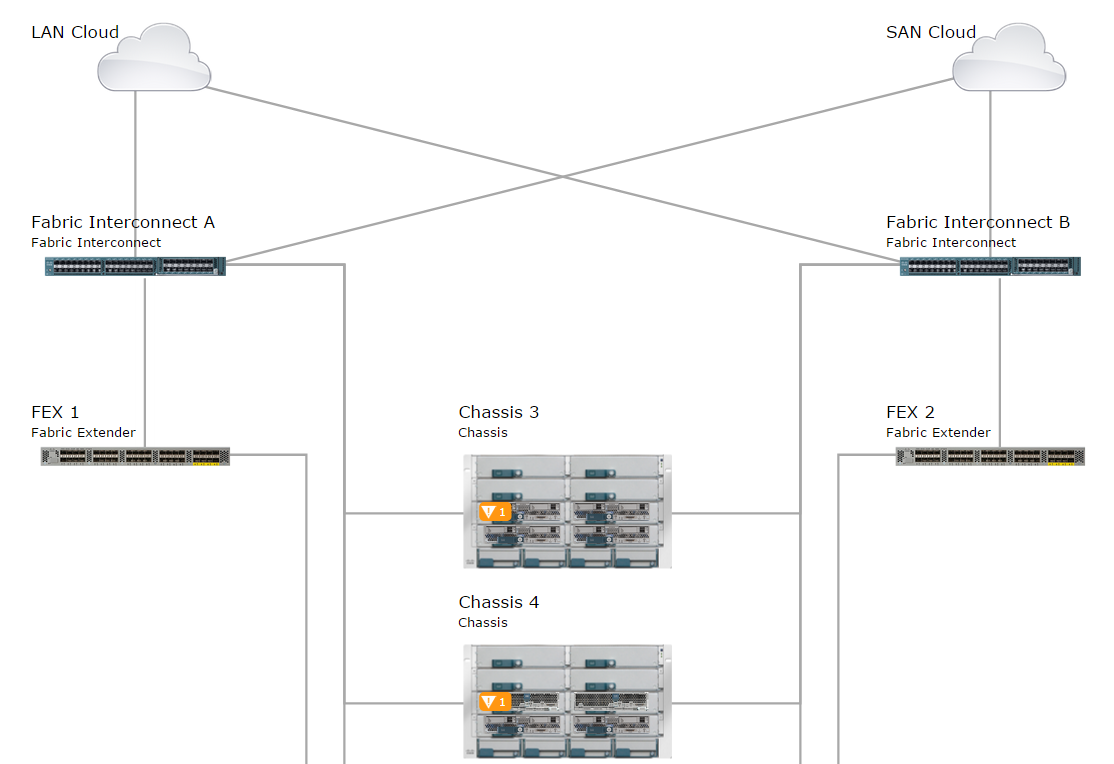 LAN Cloud
SAN Cloud
Fabric Interconnect A
Fabric Interconnect
Fabric Interconnect B
Fabric Interconnect
FEX 1
Fabric Extender
Chassis 3
Chassis
FEX 2
Fabric Extender
1
Chassis 4
Chassis
1